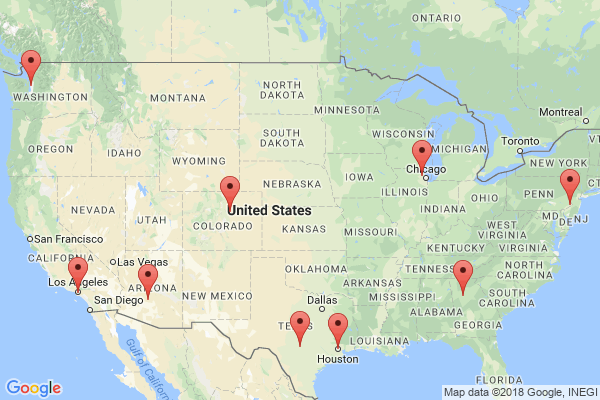 ONTARIO
WASHINGTON
MONTANA
NORTH
DAKOTA
MINNESOTA
Montreal
OREGON
IDAHO
SOUTH
DAKOTA
WISCONSIN
MICHIGAN
Toronto
WYOMING
NEW YORK
IOWA
Chicago
NEBRASKA
ILLINOIS
OHIO
PENN
NEVADA
UTAH
COLORADO
United States
INDIANA
MD
DE
NJ
San Francisco
KANSAS
MISSOURI
WEST
VIRGINIA
KENTUCKY
VIRGINIA
CALIFORNIA
Las Vegas
OKLAHOMA
TENNESSEE
NORTH
CAROLINA
Los Angeles
ARIZONA
NEW MEXICO
ARKANSAS
MISSISSIPPI
SOUTH
CAROLINA
San Diego
Dallas
ALABAMA
GEORGIA
TEXAS
LOUISIANA
Houston
Gulf of
California
FLORIDA
Google
Map data ©2018 Google, INEGI